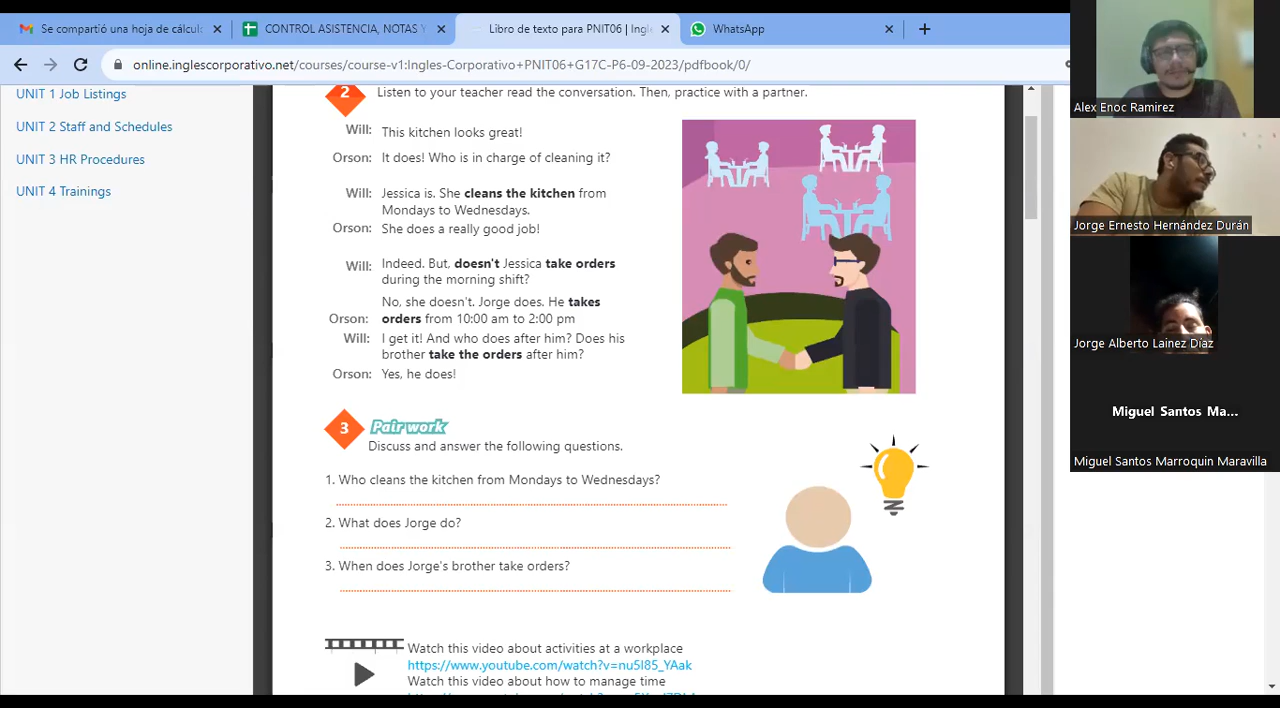 Se compartió una hoja de cálcul
CONTROL ASISTENCIA, NOTAS Y
Libro de texto para PNIT06 | Ingl
WhatsApp
online.inglescorporativo.net/courses/course-v1:Ingles-Corporativo+PNIT06+G17C-P6-09-2023/pdfbook/0/
UNIT 1 Job Listings
UNIT 2 Staff and Schedules
UNIT 3 HR Procedures
UNIT 4 Trainings
2 Listen to your teacher read the conversation. Then, practice with a partner.
Will: This kitchen looks great!
Orson: It does! Who is in charge of cleaning it?
Will: Jessica is. She cleans the kitchen from
Mondays to Wednesdays.
Orson: She does a really good job!
Will: Indeed. But, doesn't Jessica take orders
during the morning shift?
No, she doesn't. Jorge does. He takes
Orson: orders from 10:00 am to 2:00 pm
Will: I get it! And who does after him? Does his
brother take the orders after him?
Orson: Yes, he does!
3 Pair work
Discuss and answer the following questions.
1. Who cleans the kitchen from Mondays to Wednesdays?
2. What does Jorge do?
3. When does Jorge's brother take orders?
Watch this video about activities at a workplace
https://www.youtube.com/watch?v=nu5I85_YAak
Watch this video about how to manage time
Alex Enoc Ramirez
Jorge Ernesto Hernández Durán
Jorge Alberto Laínez Díaz
Miguel Santos Ma...
Miguel Santos Marroquin Maravilla